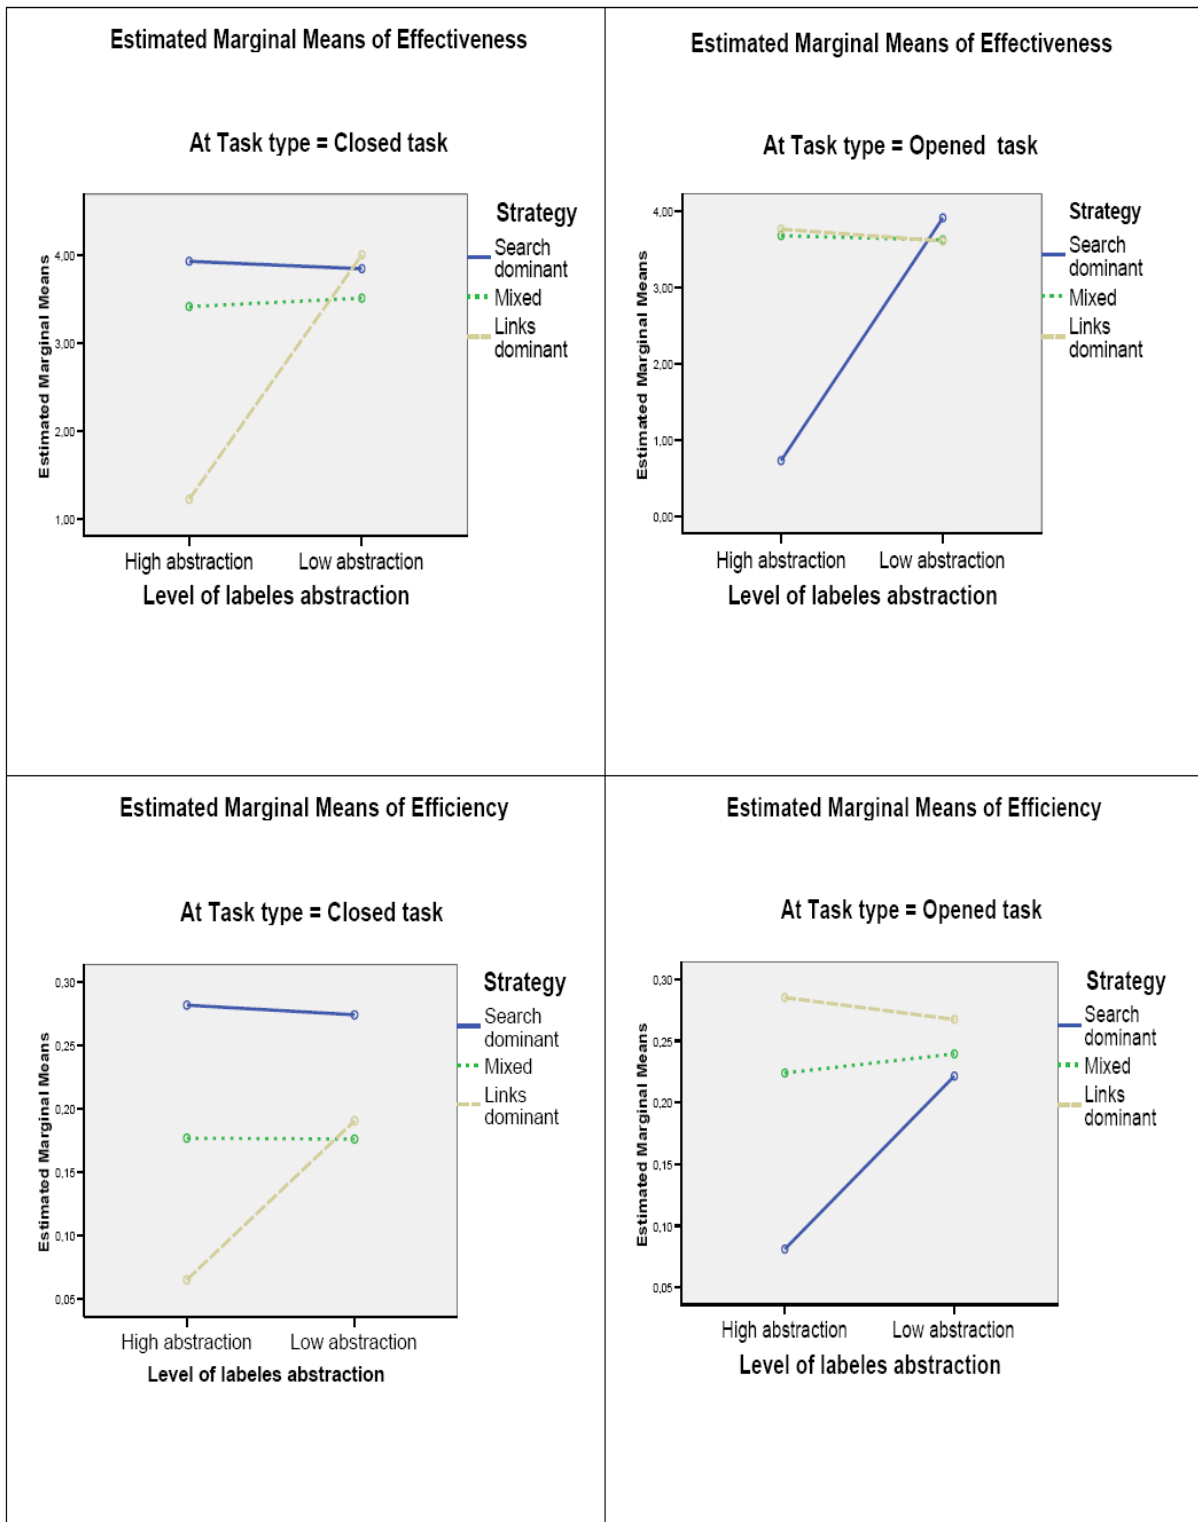 Estimated Marginal Means of Effectiveness
At Task type = Closed task
Estimated Marginal Means
4,00
3,00
2,00
1,00
High abstraction
Low abstraction
Level of labeles abstraction
Strategy
Search
dominant
Mixed
Links
dominant
Estimated Marginal Means of Effectiveness
At Task type = Opened task
Estimated Marginal Means
4,00
3,00
2,00
1,00
0,00
High abstraction
Low abstraction
Level of labeles abstraction
Strategy
Search
dominant
Mixed
Links
dominant
Estimated Marginal Means of Efficiency
At Task type = Closed task
Estimated Marginal Means
0,30
0,25
0,20
0,15
0,10
0,05
High abstraction
Low abstraction
Level of labeles abstraction
Strategy
Search
dominant
Mixed
Links
dominant
Estimated Marginal Means of Efficiency
At Task type = Opened task
Estimated Marginal Means
0,30
0,25
0,20
0,15
0,10
0,05
High abstraction
Low abstraction
Level of labeles abstraction
Strategy
Search
dominant
Mixed
Links
dominant